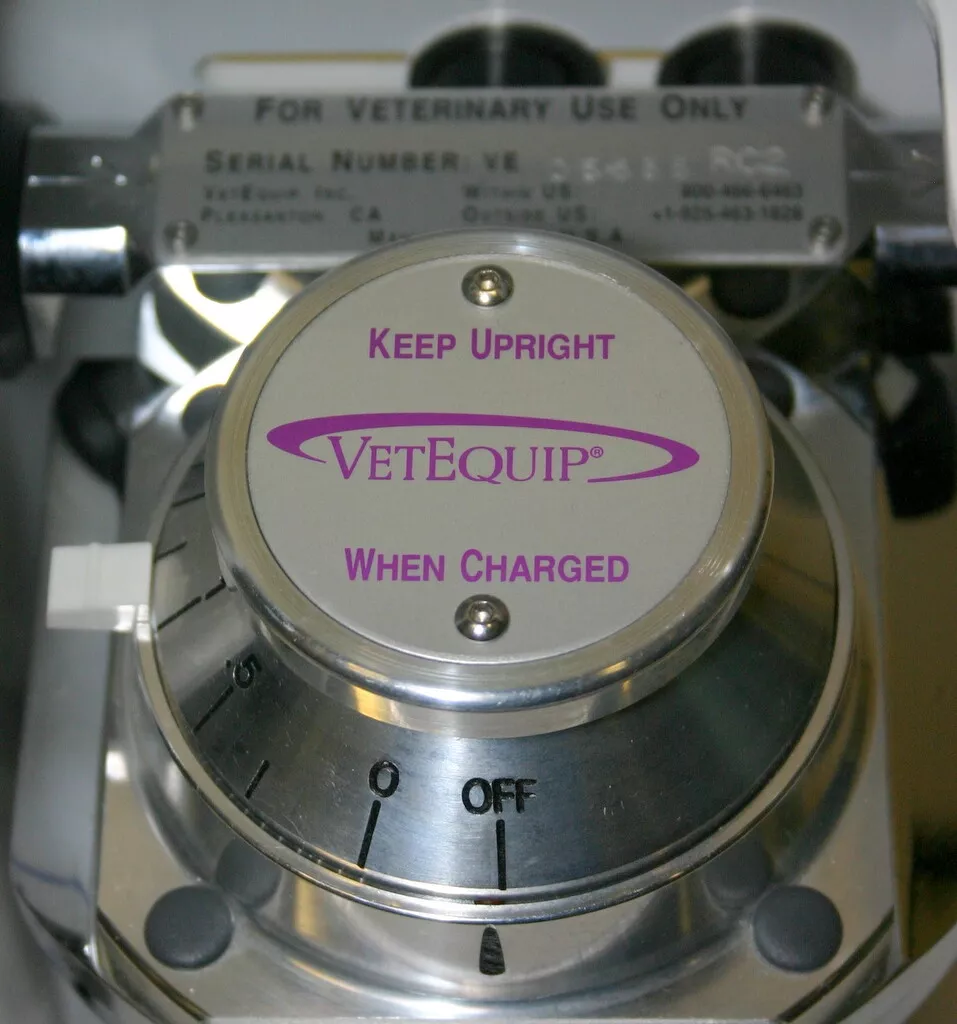 FOR VETERINARY USE ONLY
SERIAL NUMBER: VE RC2
VETEQUIP, INC. WITHIN US
PLEASANTON, CA OUTSIDE US:
KEEP UPRIGHT
VETEQUIP®
WHEN CHARGED
.5
0
OFF